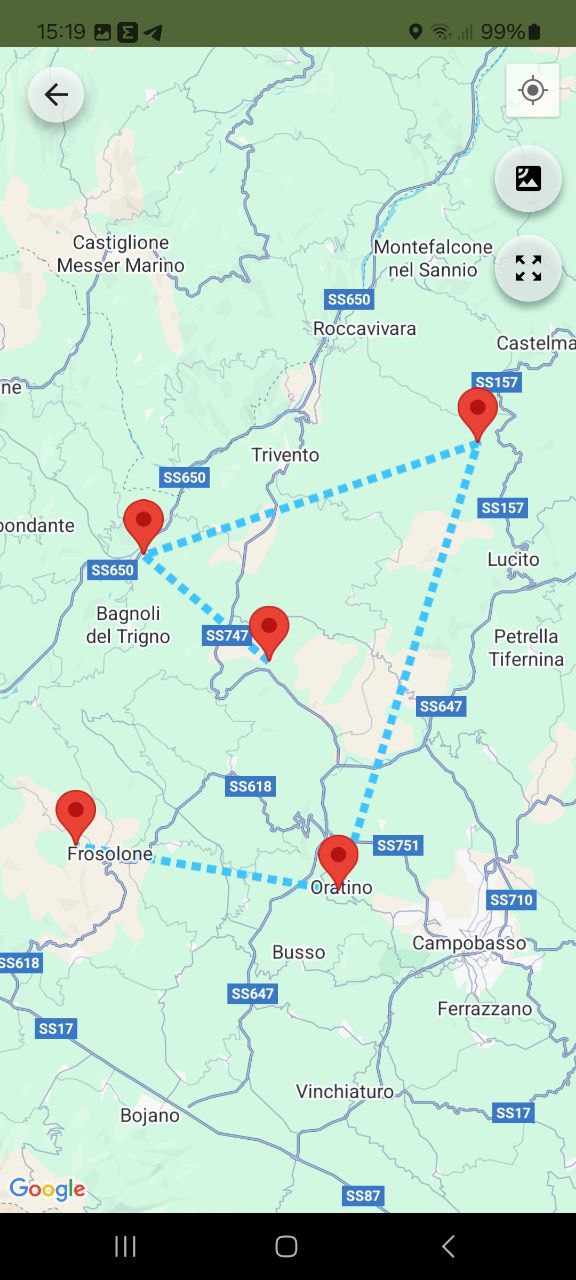 15:19
99%
Castiglione
Messer Marino
Montefalcone
nel Sannio
SS650
Roccavivara
Castelma
ne
SS157
Trivento
SS650
SS157
pondante
SS650
Lucito
Bagnoli
del Trigno
SS747
Petrella
Tifernina
SS647
SS618
SS751
Frosolone
Oratino
SS710
Campobasso
Busso
SS618
SS647
Ferrazzano
SS17
Vinchiaturo
Bojano
SS17
Google
SS87